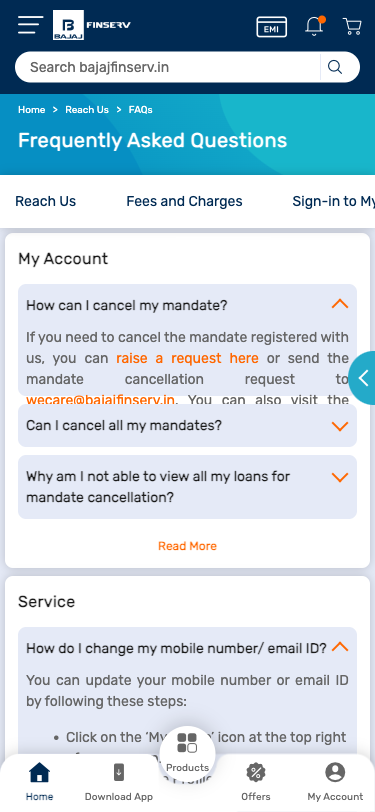 BAJAJ FINSERV
EMI
Search bajajfinserv.in
Home > Reach Us > FAQs
Frequently Asked Questions
Reach Us Fees and Charges Sign-in to My
My Account
How can I cancel my mandate?
If you need to cancel the mandate registered with
us, you can raise a request here or send the
mandate cancellation request to
wecare@bajajfinserv.in. You can also visit the
Can I cancel all my mandates?
Why am I not able to view all my loans for
mandate cancellation?
Read More
Service
How do I change my mobile number/ email ID?
You can update your mobile number or email ID
by following these steps:
• Click on the ‘My icon at the top right
Products
Home Download App Offers My Account